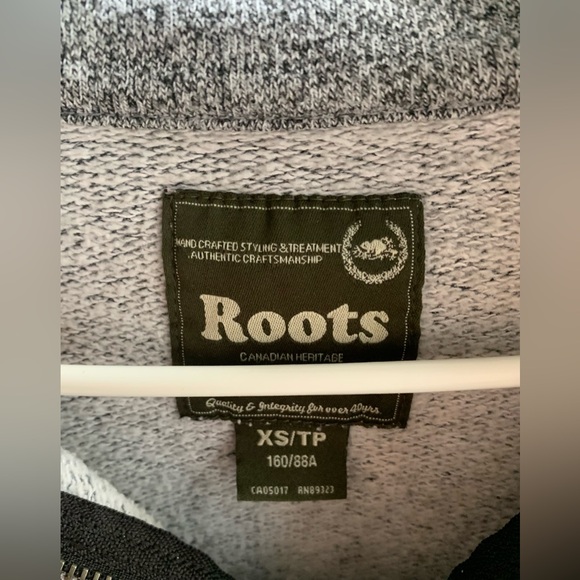 HAND CRAFTED STYLING & TREATMENT
AUTHENTIC CRAFTSMANSHIP
Roots
CANADIAN HERITAGE
Quality & Integrity for over 40yrs.
XS/TP
160/88A
CA05017 RN89323